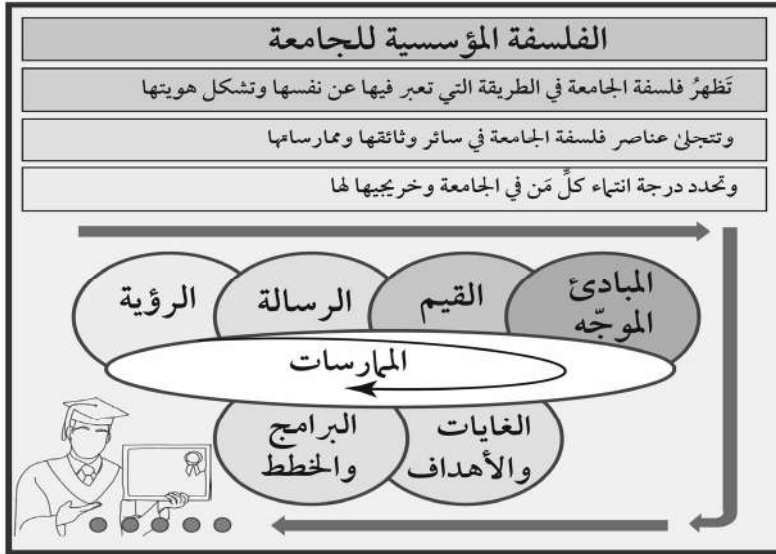 الفلسفة المؤسسية للجامعة
تَظهرُ فلسفة الجامعة في الطريقة التي تعبر فيها عن نفسها وتشكل هويتها
وتتجلىٰ عناصر فلسفة الجامعة في سائر وثائقها وممارساتها
وتحدد درجة انتماء كلِّ مَن في الجامعة وخريجيها لها
المبادئ
الموجّه
القيم
الرسالة
الرؤية
الممارسات
الغايات
والأهداف
البرامج
والخطط